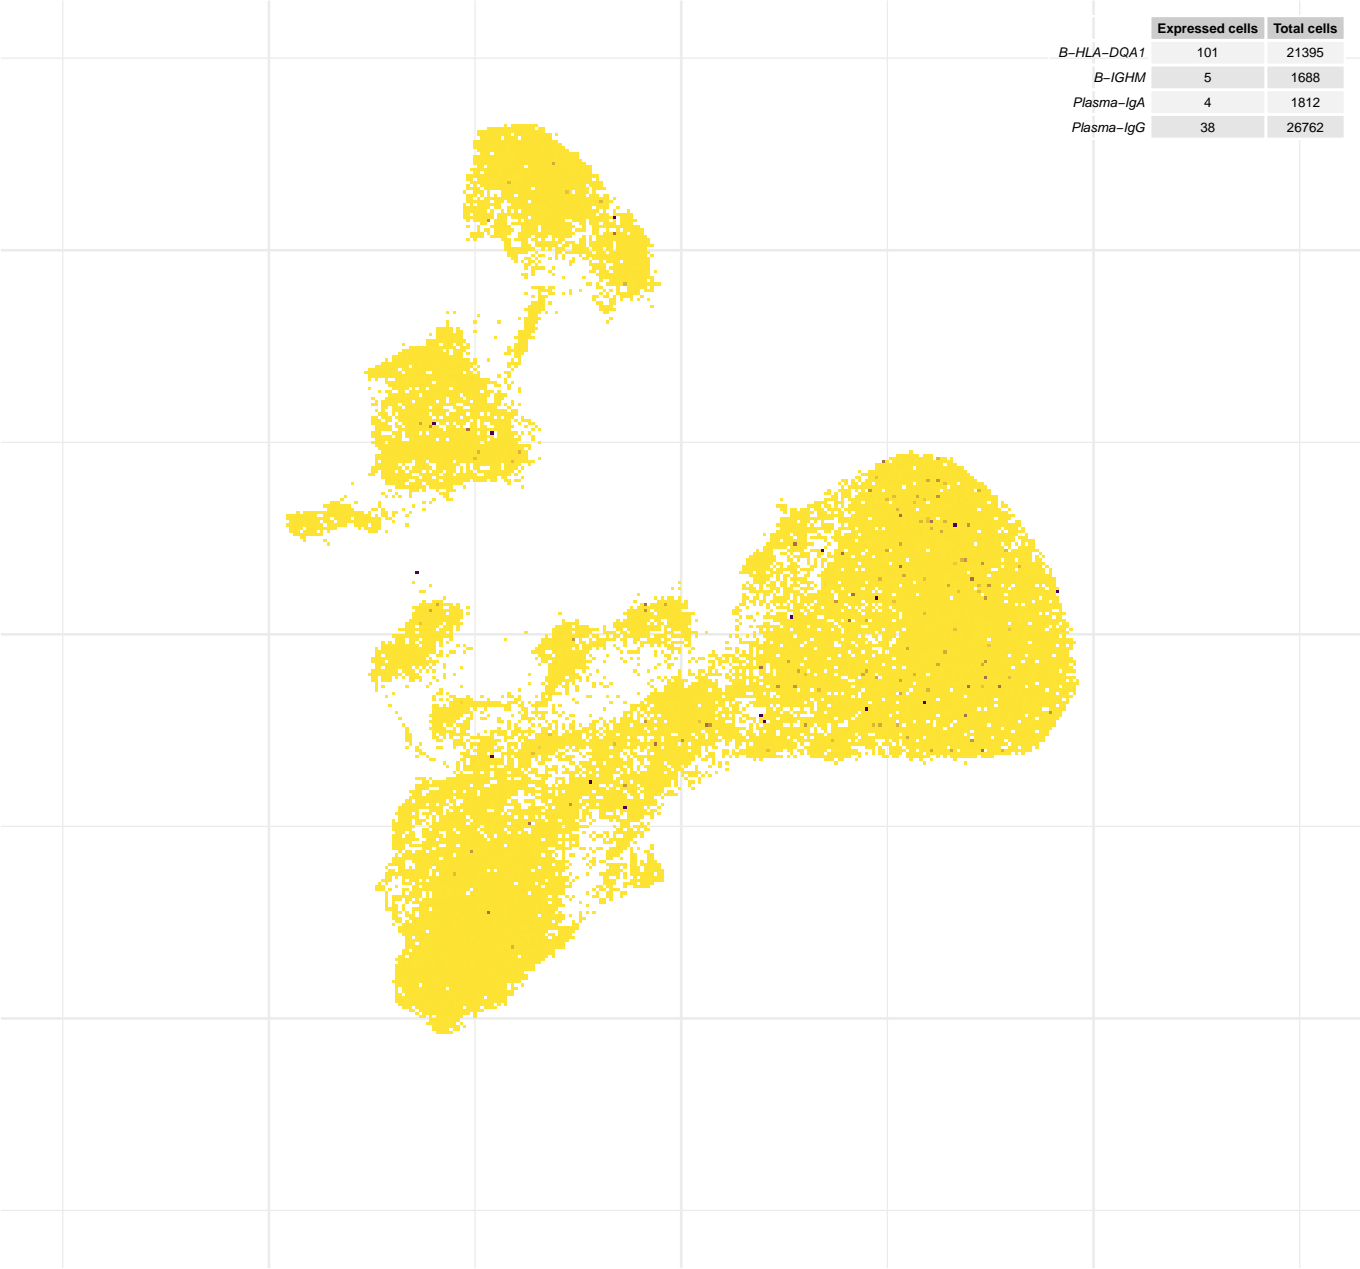 Expressed cells Total cells
B−HLA−DQA1 101 21395
B−IGHM 5 1688
Plasma−IgA 4 1812
Plasma−IgG 38 26762